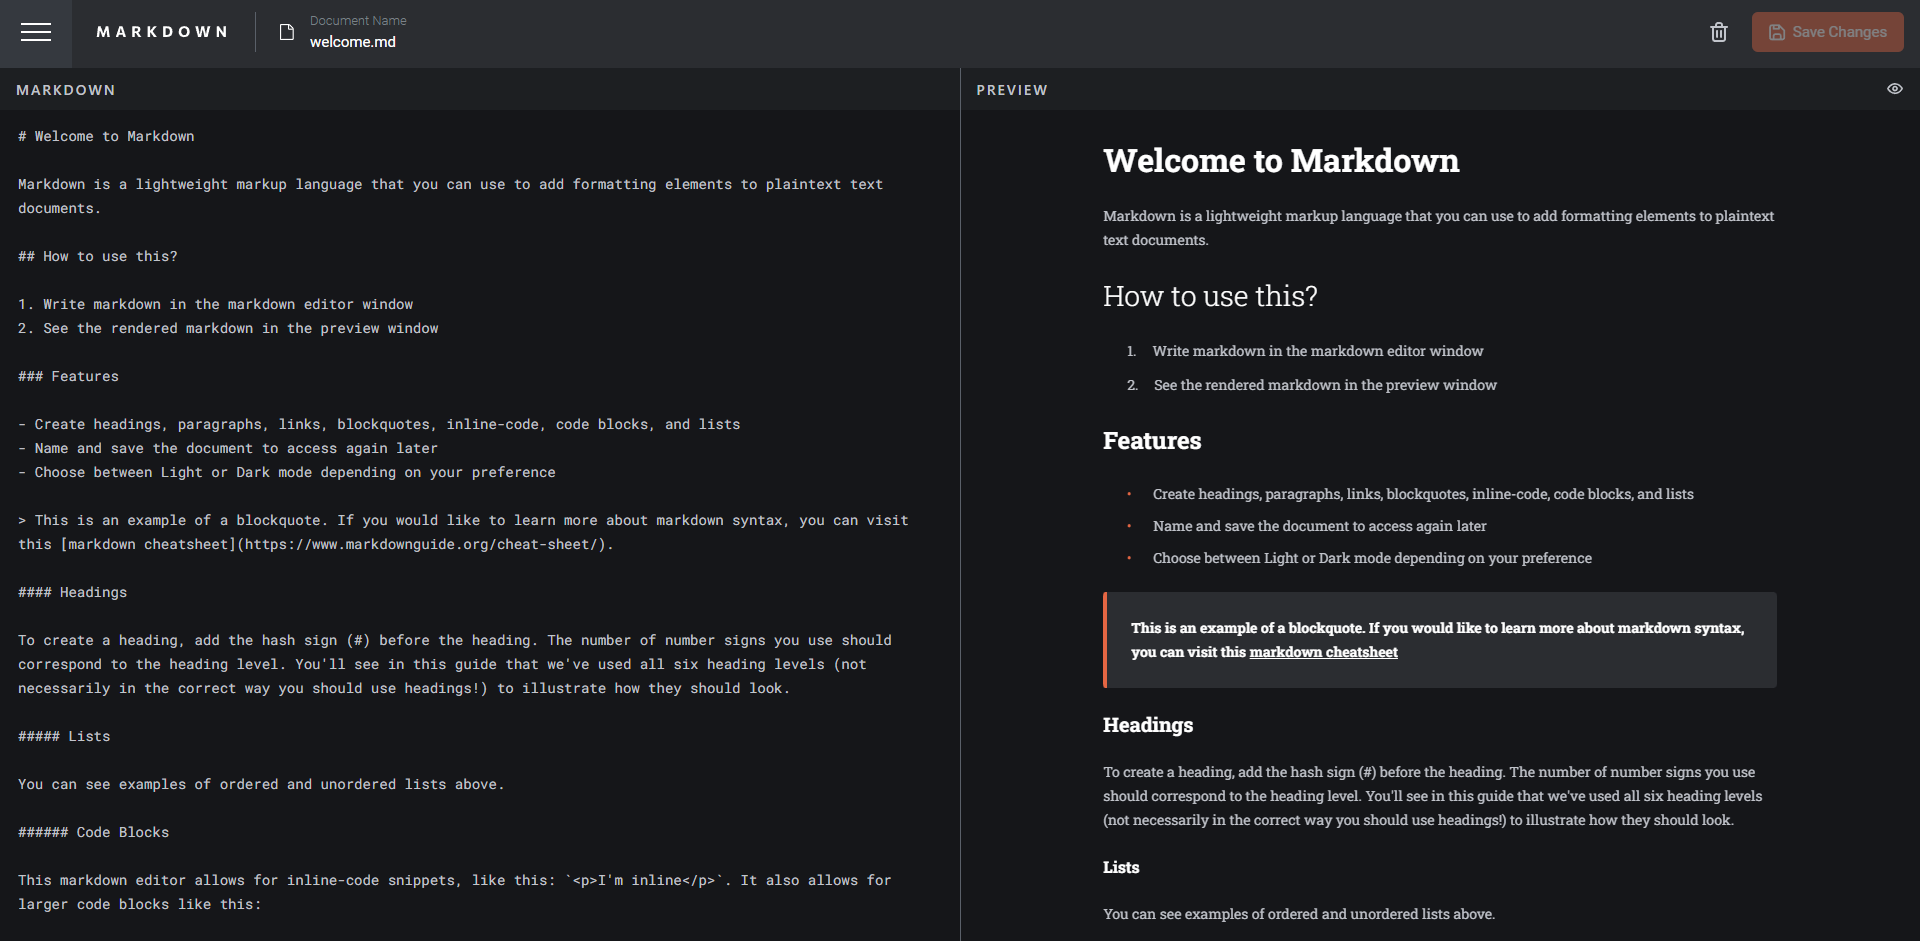 MARKDOWN
Document Name
welcome.md
Save Changes
MARKDOWN
# Welcome to Markdown
Markdown is a lightweight markup language that you can use to add formatting elements to plaintext text
documents.
## How to use this?
1. Write markdown in the markdown editor window
2. See the rendered markdown in the preview window
### Features
- Create headings, paragraphs, links, blockquotes, inline-code, code blocks, and lists
- Name and save the document to access again later
- Choose between Light or Dark mode depending on your preference
> This is an example of a blockquote. If you would like to learn more about markdown syntax, you can visit
this [markdown cheatsheet](https://www.markdownguide.org/cheat-sheet/).
#### Headings
To create a heading, add the hash sign (#) before the heading. The number of number signs you use should
correspond to the heading level. You'll see in this guide that we've used all six heading levels (not
necessarily in the correct way you should use headings!) to illustrate how they should look.
##### Lists
You can see examples of ordered and unordered lists above.
###### Code Blocks
This markdown editor allows for inline-code snippets, like this: `<p>I'm inline</p>`. It also allows for
larger code blocks like this:
PREVIEW
Welcome to Markdown
Markdown is a lightweight markup language that you can use to add formatting elements to plaintext
text documents.
How to use this?
1. Write markdown in the markdown editor window
2. See the rendered markdown in the preview window
Features
• Create headings, paragraphs, links, blockquotes, inline-code, code blocks, and lists
• Name and save the document to access again later
• Choose between Light or Dark mode depending on your preference
This is an example of a blockquote. If you would like to learn more about markdown syntax,
you can visit this markdown cheatsheet
Headings
To create a heading, add the hash sign (#) before the heading. The number of number signs you use
should correspond to the heading level. You'll see in this guide that we've used all six heading levels
(not necessarily in the correct way you should use headings!) to illustrate how they should look.
Lists
You can see examples of ordered and unordered lists above.